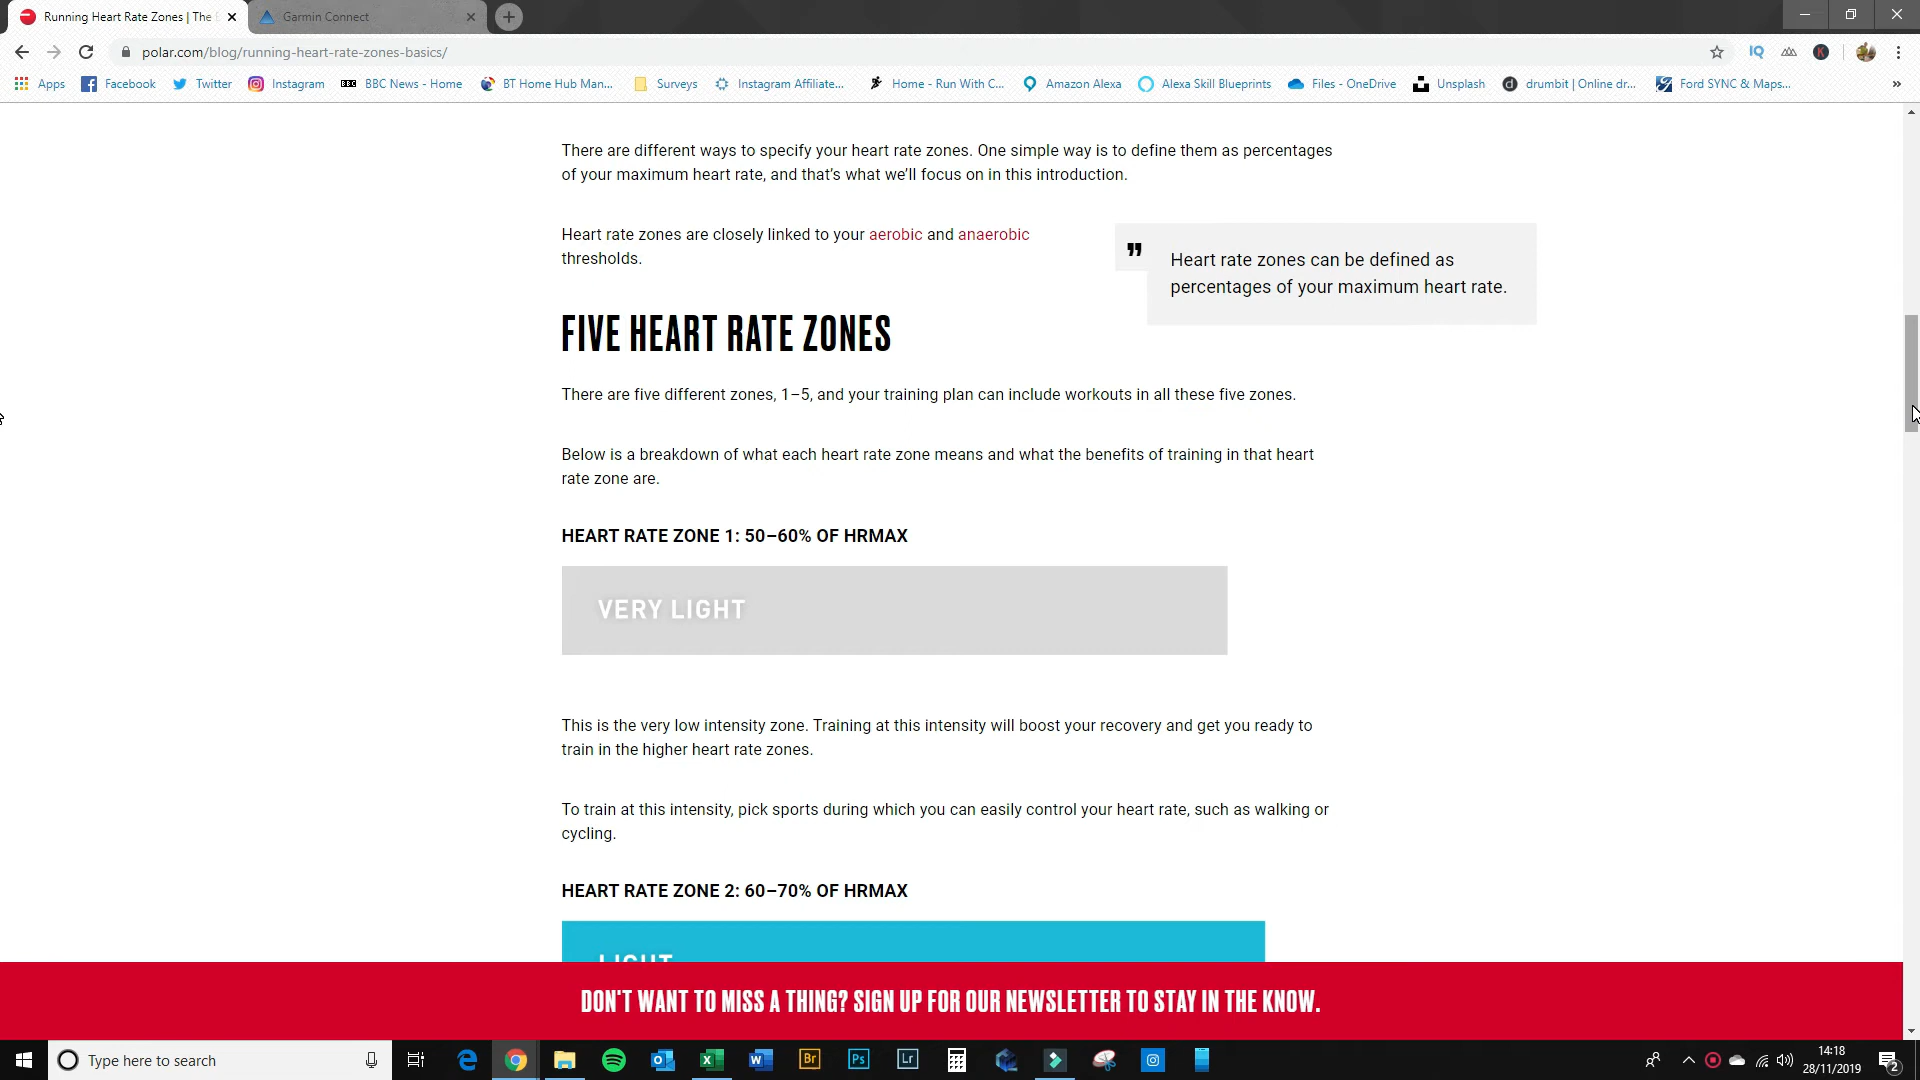 Running Heart Rate Zones | The
Garmin Connect
polar.com/blog/running-heart-rate-zones-basics/
IQ
K
Apps
Facebook
Twitter
Instagram
BBC BBC News - Home
BT Home Hub Man...
Surveys
Instagram Affiliate...
Home - Run With C...
Amazon Alexa
Alexa Skill Blueprints
Files - OneDrive
Unsplash
d drumbit | Online dr...
Ford SYNC & Maps...
»
There are different ways to specify your heart rate zones. One simple way is to define them as percentages
of your maximum heart rate, and that's what we'll focus on in this introduction.
Heart rate zones are closely linked to your aerobic and anaerobic
thresholds.
”
Heart rate zones can be defined as
percentages of your maximum heart rate.
FIVE HEART RATE ZONES
There are five different zones, 1–5, and your training plan can include workouts in all these five zones.
Below is a breakdown of what each heart rate zone means and what the benefits of training in that heart
rate zone are.
HEART RATE ZONE 1: 50–60% OF HRMAX
VERY LIGHT
This is the very low intensity zone. Training at this intensity will boost your recovery and get you ready to
train in the higher heart rate zones.
To train at this intensity, pick sports during which you can easily control your heart rate, such as walking or
cycling.
HEART RATE ZONE 2: 60–70% OF HRMAX
LIGHT
DON'T WANT TO MISS A THING? SIGN UP FOR OUR NEWSLETTER TO STAY IN THE KNOW.
Type here to search
Br
Ps
Lr
14:18
28/11/2019
2